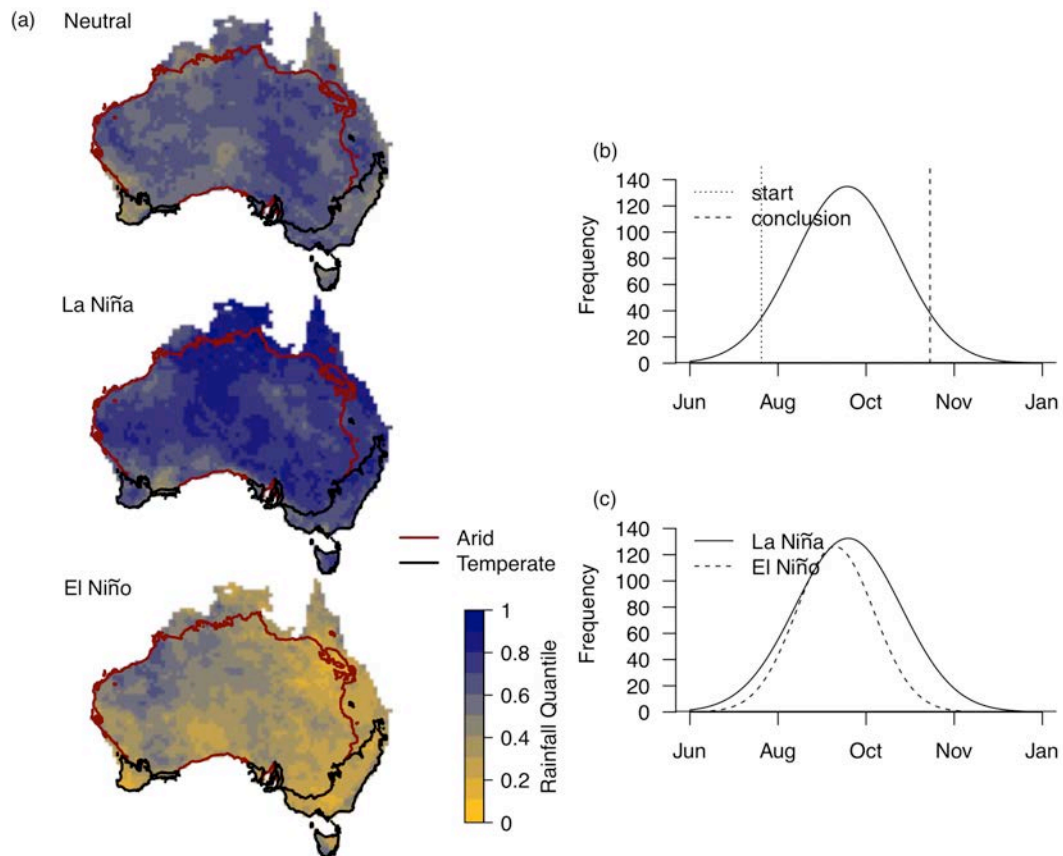 (a) Neutral
La Niña
El Niño
Arid
Temperate
1
0.8
0.6
0.4
0.2
0
Rainfall Quantile
(b)
140
120
100
80
60
40
20
0
Frequency
start
conclusion
Jun Aug Oct Nov Jan
(c)
140
120
100
80
60
40
20
0
Frequency
La Niña
El Niño
Jun Aug Oct Nov Jan